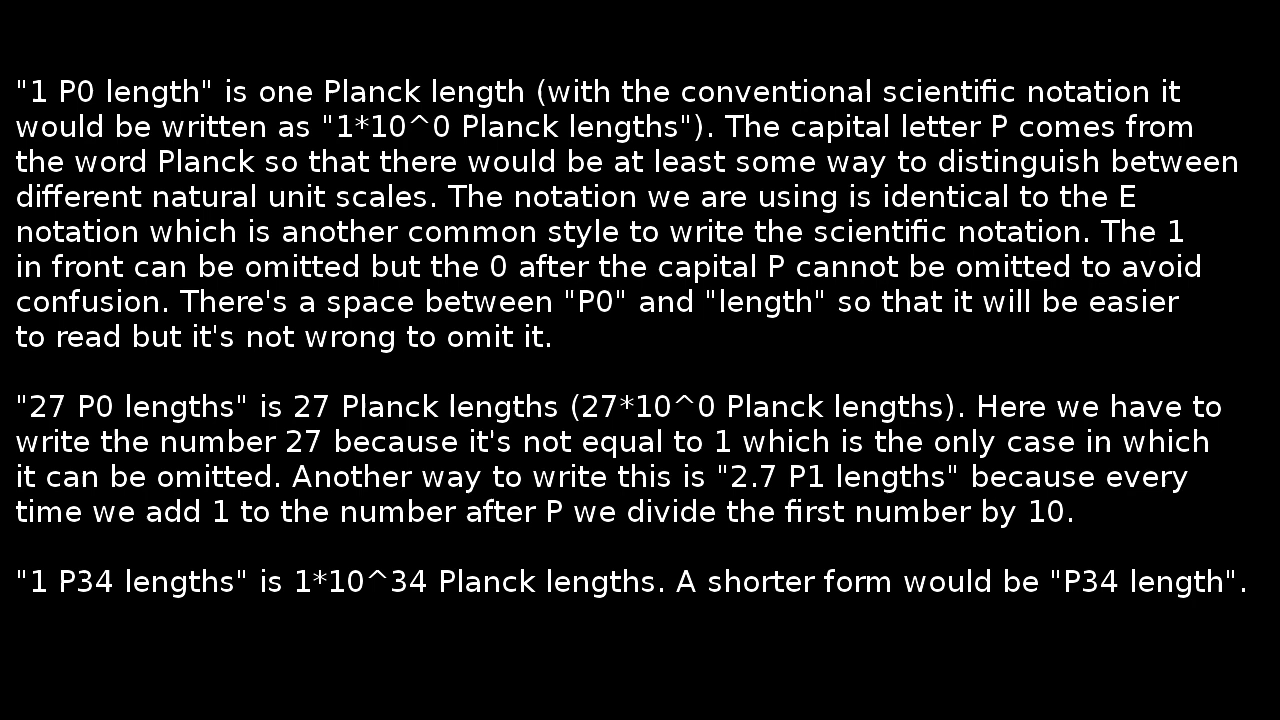 "1 P0 length" is one Planck length (with the conventional scientific notation it
would be written as "1*10^0 Planck lengths"). The capital letter P comes from
the word Planck so that there would be at least some way to distinguish between
different natural unit scales. The notation we are using is identical to the E
notation which is another common style to write the scientific notation. The 1
in front can be omitted but the 0 after the capital P cannot be omitted to avoid
confusion. There's a space between "P0" and "length" so that it will be easier
to read but it's not wrong to omit it.
"27 P0 lengths" is 27 Planck lengths (27*10^0 Planck lengths). Here we have to
write the number 27 because it's not equal to 1 which is the only case in which
it can be omitted. Another way to write this is "2.7 P1 lengths" because every
time we add 1 to the number after P we divide the first number by 10.
"1 P34 lengths" is 1*10^34 Planck lengths. A shorter form would be "P34 length".